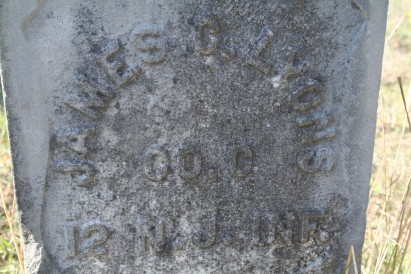 JAMES C. LYONS
CO. C
12 N.J. INF.